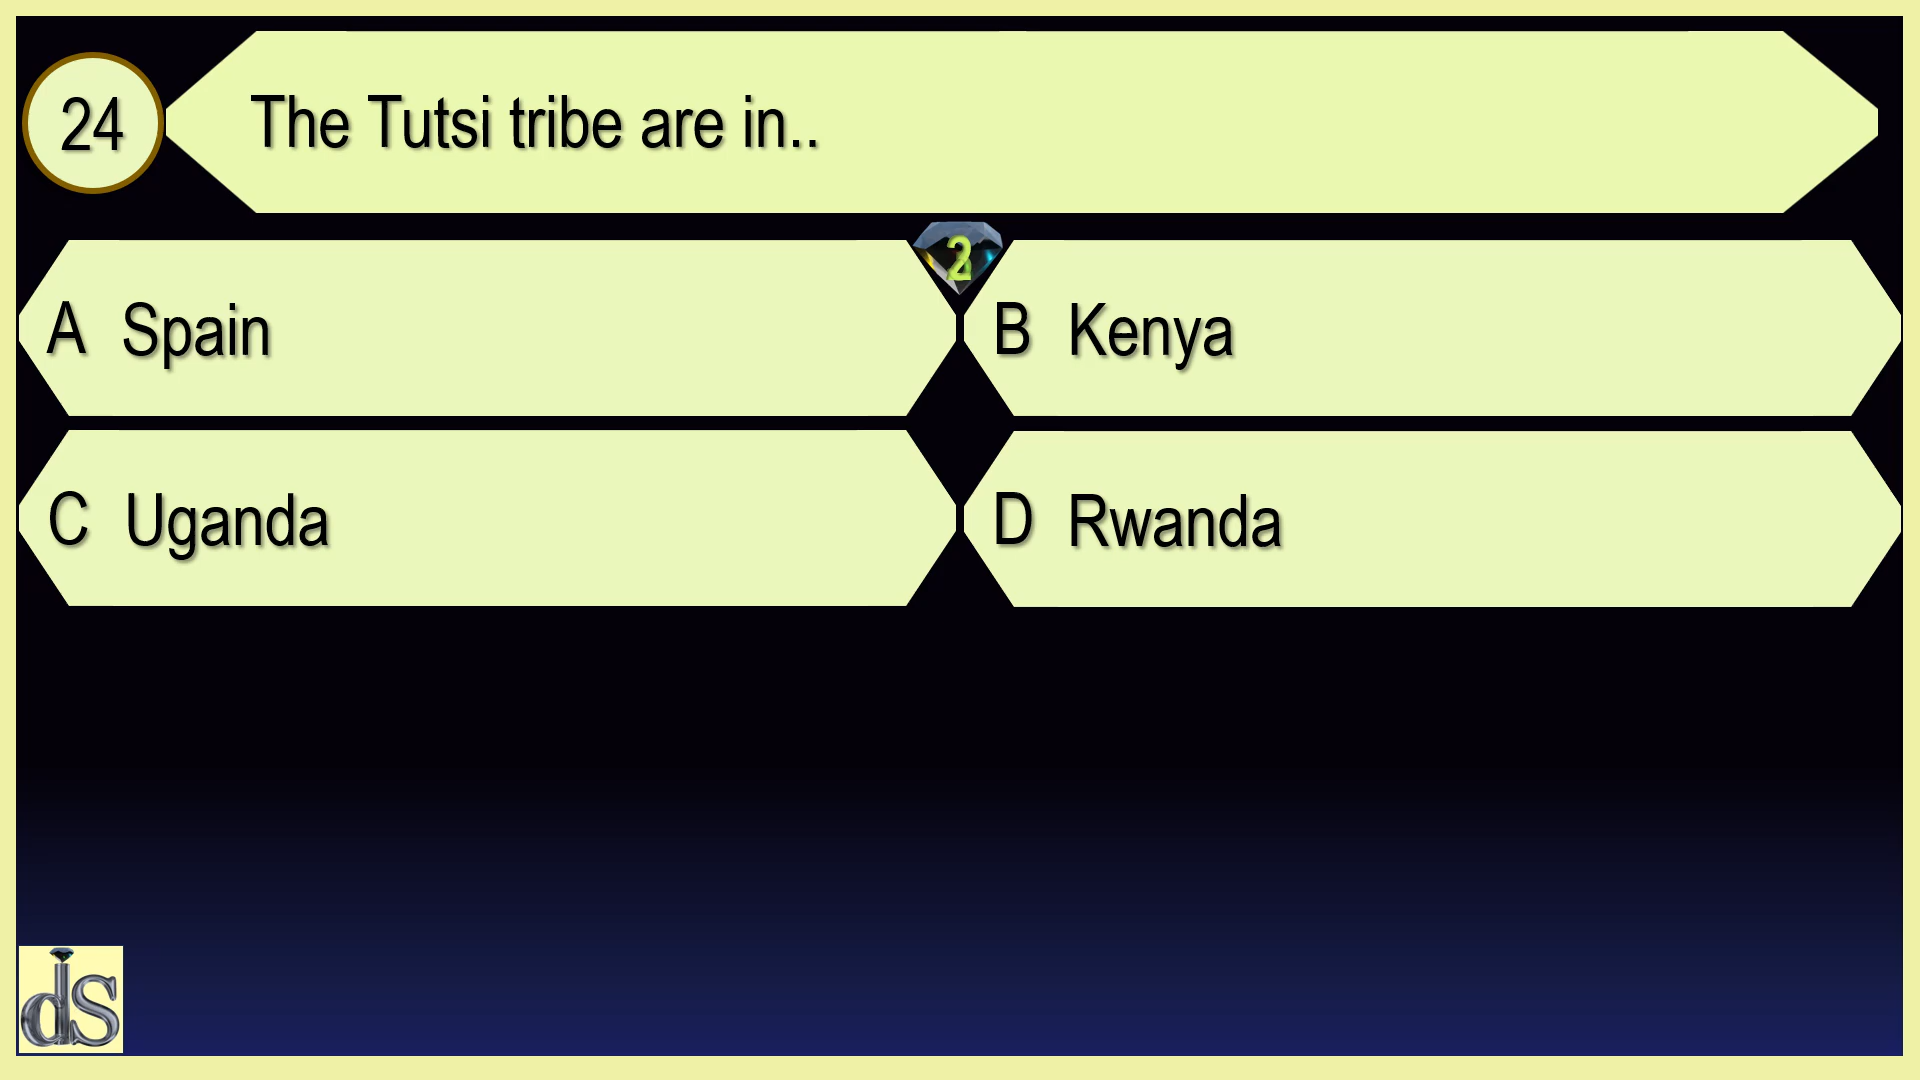 24
The Tutsi tribe are in..
2
A Spain
B Kenya
C Uganda
D Rwanda
ds